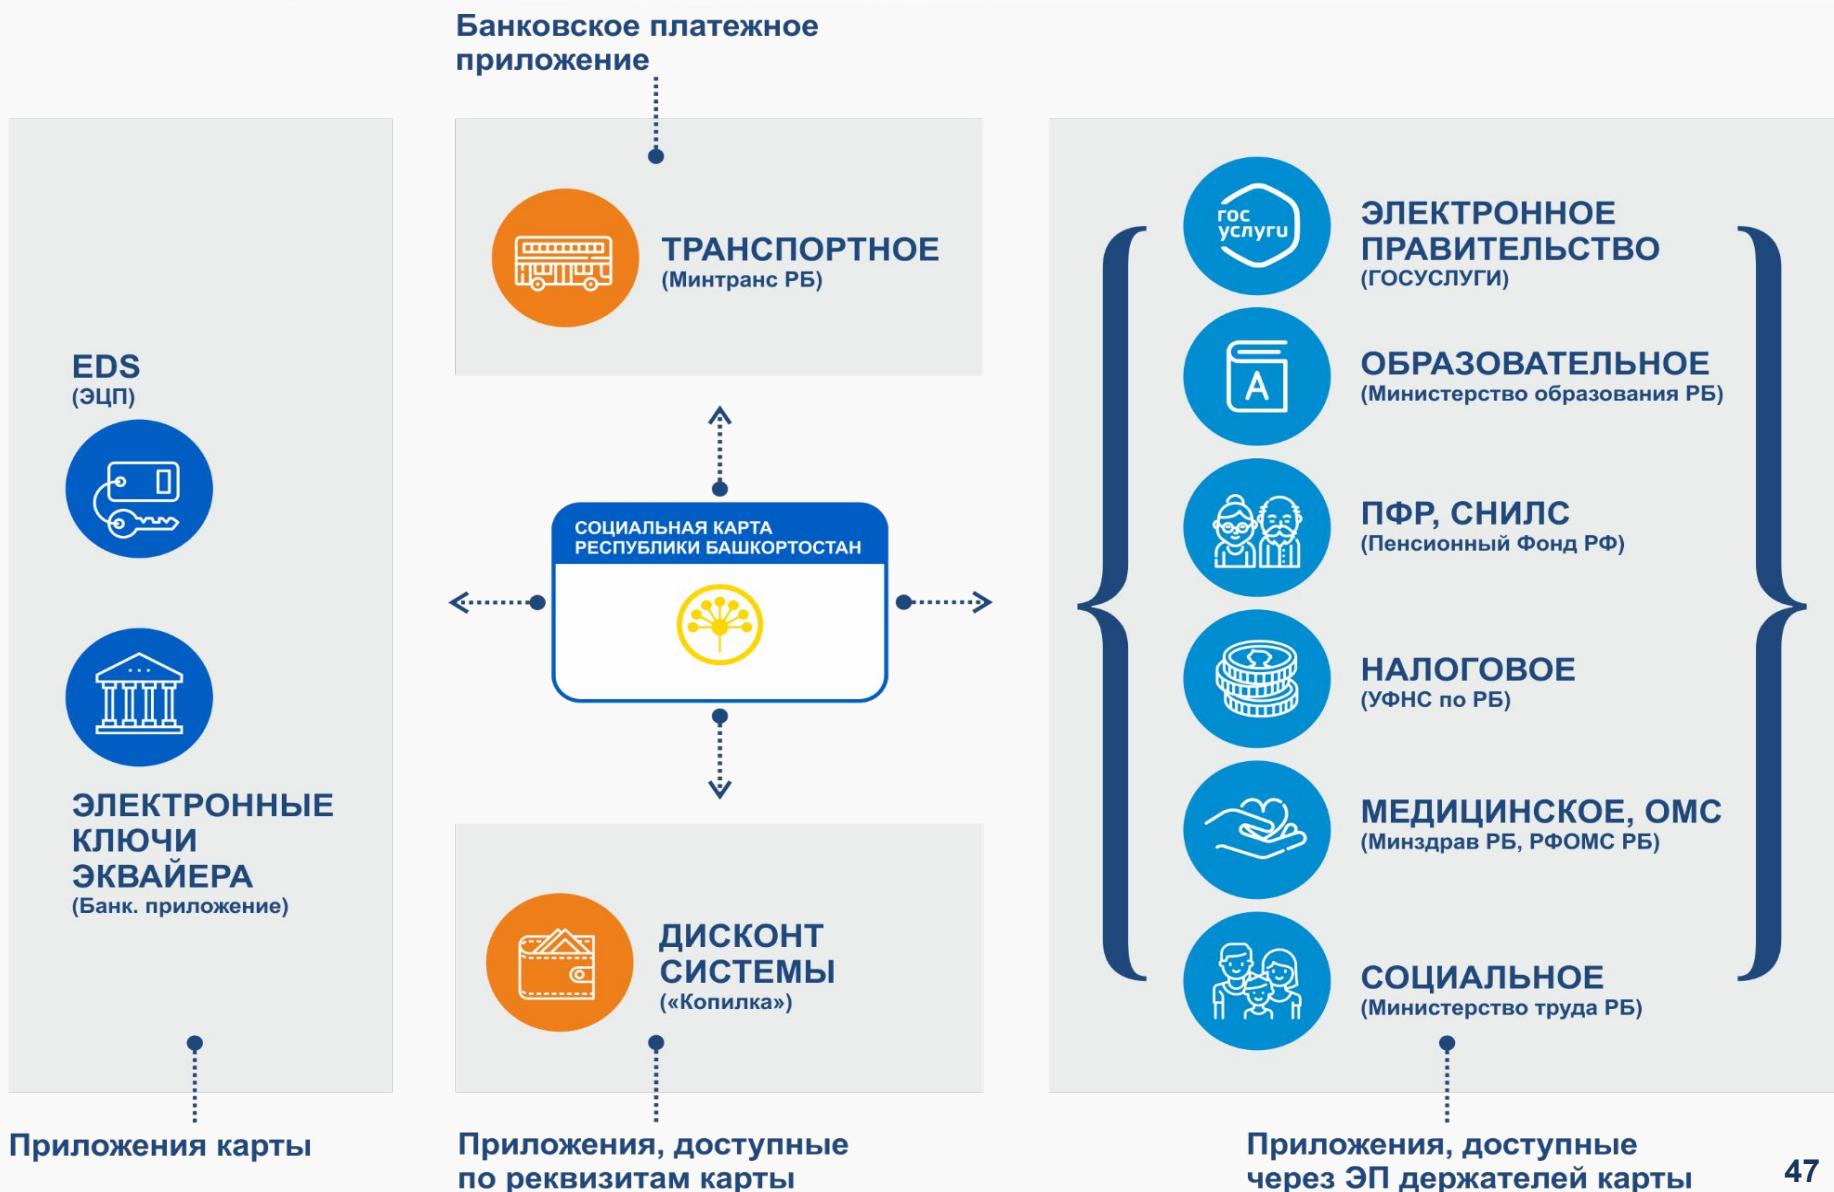 Банковское платежное
приложение
EDS
(ЭЦП)
ЭЛЕКТРОННЫЕ
КЛЮЧИ
ЭКВАЙЕРА
(Банк. приложение)
Приложения карты
ТРАНСПОРТНОЕ
(Минтранс РБ)
СОЦИАЛЬНАЯ КАРТА
РЕСПУБЛИКИ БАШКОРТОСТАН
ДИСКОНТ
СИСТЕМЫ
(«Копилка»)
Приложения, доступные
по реквизитам карты
гос
услуги
ЭЛЕКТРОННОЕ
ПРАВИТЕЛЬСТВО
(ГОСУСЛУГИ)
А
ОБРАЗОВАТЕЛЬНОЕ
(Министерство образования РБ)
ПФР, СНИЛС
(Пенсионный Фонд РФ)
НАЛОГОВОЕ
(УФНС по РБ)
МЕДИЦИНСКОЕ, ОМС
(Минздрав РБ, РФОМС РБ)
СОЦИАЛЬНОЕ
(Министерство труда РБ)
Приложения, доступные
через ЭП держателей карты
47